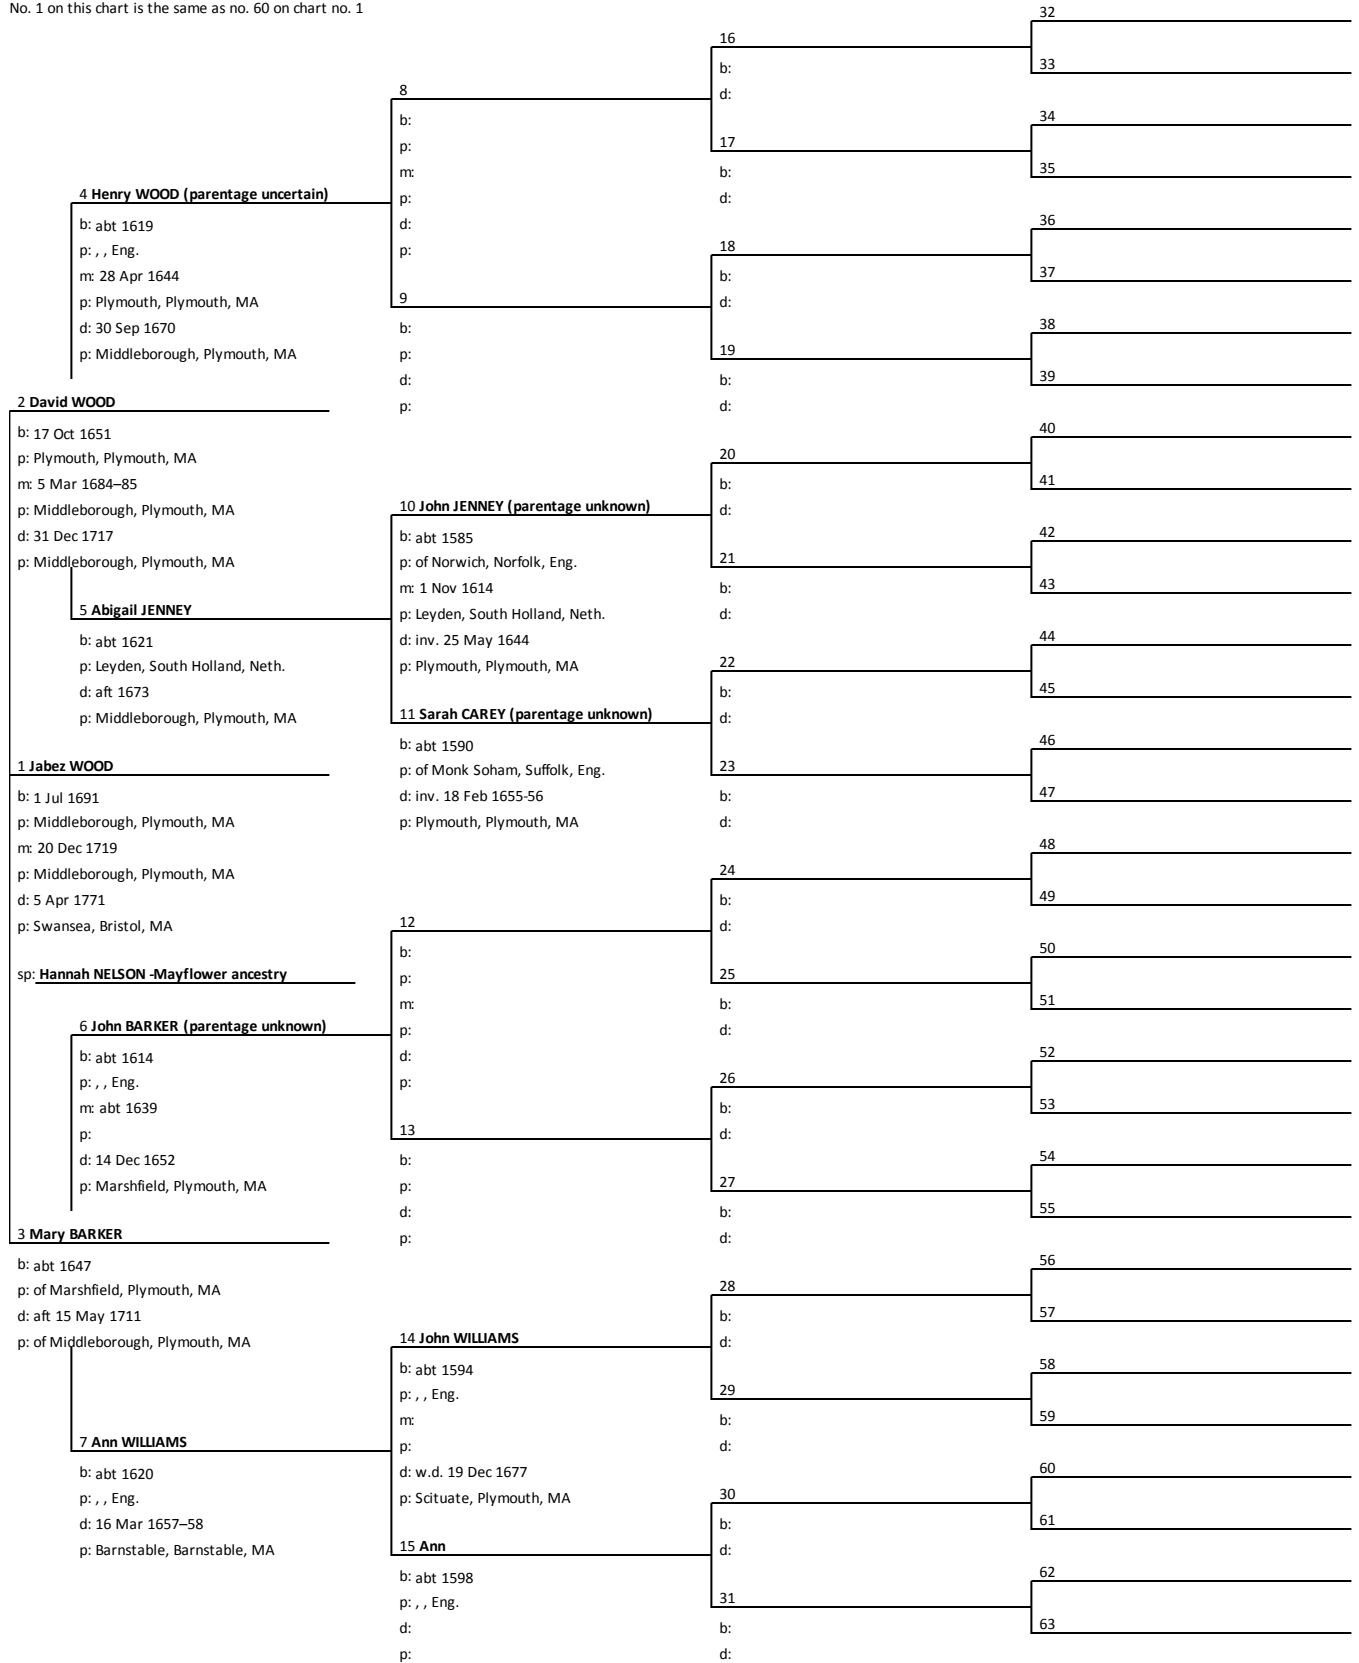 No. 1 on this chart is the same as no. 60 on chart no. 1
4 Henry WOOD (parentage uncertain)
b: abt 1619
p: , , Eng.
m: 28 Apr 1644
p: Plymouth, Plymouth, MA
d: 30 Sep 1670
p: Middleborough, Plymouth, MA
2 David WOOD
b: 17 Oct 1651
p: Plymouth, Plymouth, MA
m: 5 Mar 1684–85
p: Middleborough, Plymouth, MA
d: 31 Dec 1717
p: Middleborough, Plymouth, MA
5 Abigail JENNEY
b: abt 1621
p: Leyden, South Holland, Neth.
d: aft 1673
p: Middleborough, Plymouth, MA
1 Jabez WOOD
b: 1 Jul 1691
p: Middleborough, Plymouth, MA
m: 20 Dec 1719
p: Middleborough, Plymouth, MA
d: 5 Apr 1771
p: Swansea, Bristol, MA
sp: Hannah NELSON -Mayflower ancestry
6 John BARKER (parentage unknown)
b: abt 1614
p: , , Eng.
m: abt 1639
p:
d: 14 Dec 1652
p: Marshfield, Plymouth, MA
3 Mary BARKER
b: abt 1647
p: of Marshfield, Plymouth, MA
d: aft 15 May 1711
p: of Middleborough, Plymouth, MA
7 Ann WILLIAMS
b: abt 1620
p: , , Eng.
d: 16 Mar 1657–58
p: Barnstable, Barnstable, MA
8
b:
p:
m:
p:
d:
p:
9
b:
p:
d:
p:
10 John JENNEY (parentage unknown)
b: abt 1585
p: of Norwich, Norfolk, Eng.
m: 1 Nov 1614
p: Leyden, South Holland, Neth.
d: inv. 25 May 1644
p: Plymouth, Plymouth, MA
11 Sarah CAREY (parentage unknown)
b: abt 1590
p: of Monk Soham, Suffolk, Eng.
d: inv. 18 Feb 1655-56
p: Plymouth, Plymouth, MA
12
b:
p:
m:
p:
d:
p:
13
b:
p:
d:
p:
14 John WILLIAMS
b: abt 1594
p: , , Eng.
m:
p:
d: w.d. 19 Dec 1677
p: Scituate, Plymouth, MA
15 Ann
b: abt 1598
p: , , Eng.
d:
p:
16
b:
d:
17
b:
d:
18
b:
d:
19
b:
d:
20
b:
d:
21
b:
d:
22
b:
d:
23
b:
d:
24
b:
d:
25
b:
d:
26
b:
d:
27
b:
d:
28
b:
d:
29
b:
d:
30
b:
d:
31
b:
d:
32
33
34
35
36
37
38
39
40
41
42
43
44
45
46
47
48
49
50
51
52
53
54
55
56
57
58
59
60
61
62
63